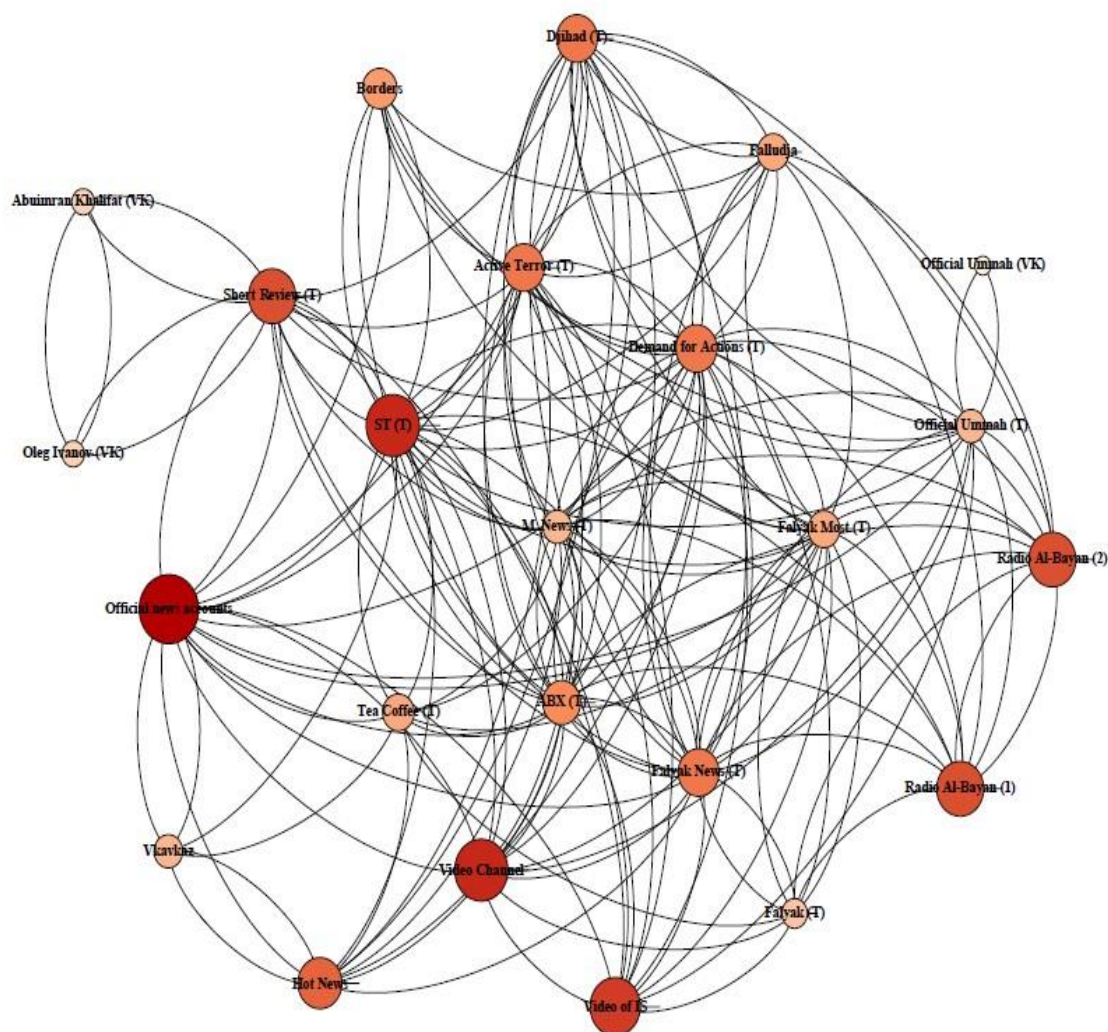 Djihad (T)
Borders
Falludja
Abuimran Khalifat (VK)
Active Terror (T)
Official Ummah (VK)
Short Review (T)
Demand for Actions (T)
ST (T)
Official Ummah (T)
Oleg Ivanov (VK)
M. News (T)
Falyak Most (T)
Radio Al-Bayan (2)
Official news accounts
ABX (T)
Tea Coffee (T)
Falyak News (T)
Radio Al-Bayan (1)
Vkavkaz
Video Channel
Falyak (T)
Hot News
Video of IS